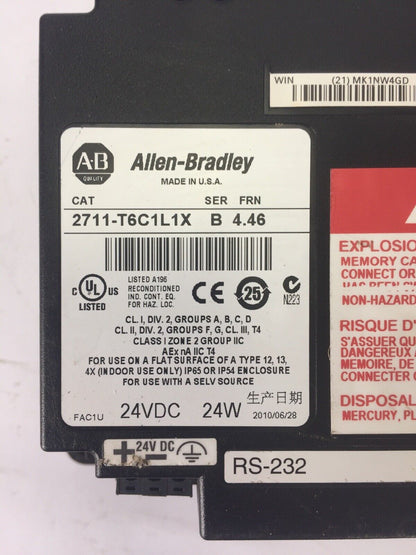 WIN (21) MK1NW4GD
A·B
QUALITY
Allen-Bradley
MADE IN U.S.A.
CAT SER FRN
2711-T6C1L1X B 4.46
C UL US
LISTED
LISTED A196
RECONDITIONED
IND. CONT. EQ.
FOR HAZ. LOC.
CE
25
N223
CL. I, DIV. 2, GROUPS A, B, C, D
CL. II, DIV. 2, GROUPS F, G, CL. III, T4
CLASS I ZONE 2 GROUP IIC
AEx nA IIC T4
FOR USE ON A FLAT SURFACE OF A TYPE 12, 13,
4X (INDOOR USE ONLY) IP65 OR IP54 ENCLOSURE
FOR USE WITH A SELV SOURCE
生产日期
FAC1U 24VDC 24W 2010/06/28
+ 24V DC -
RS-232
EXPLOSIO
MEMORY CA
CONNECT OR
NON-HAZARD
RISQUE D'
S'ASSUER QU
DANGEREUX A
MEMOIRE, DE
CONNECTER O
DISPOSAL
MERCURY, PL